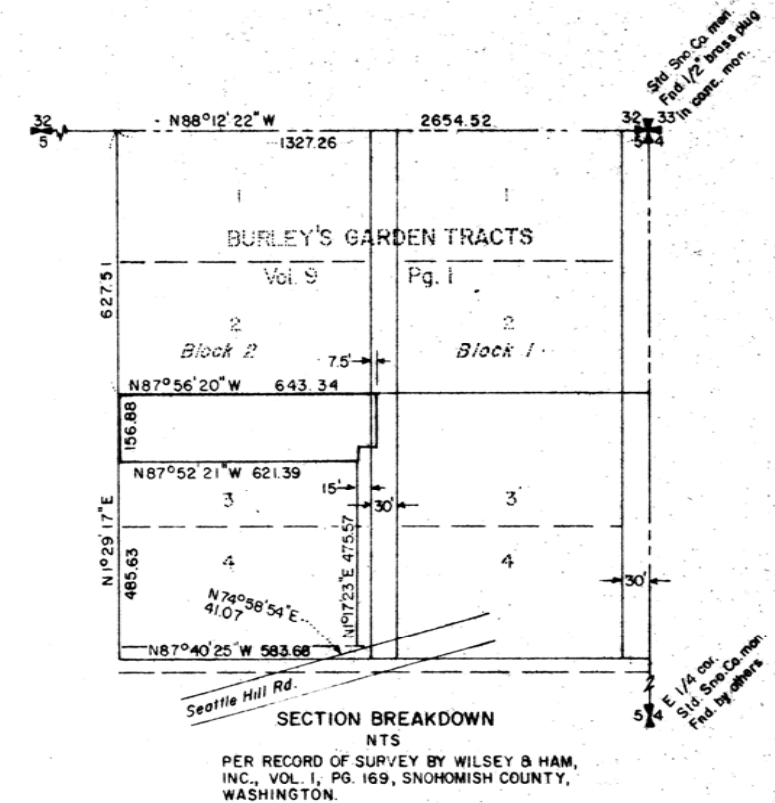 Std. Sno. Co. mon.
Fnd. 1/2" brass plug
in conc. mon.
32
5
N88°12'22"W
2654.52
32
33
5
4
1327.26
1
1
BURLEY'S GARDEN TRACTS
Vol. 9
Pg. 1
627.51
2
2
Block 2
Block 1
7.5'
N87°56'20"W 643.34
156.88
N87°52'21"W 621.39
15'
3
3
30'
N1°29'17"E
485.63
N1°17'23"E 475.57
4
4
30'
N74°58'54"E
41.07
N87°40'25"W 583.68
Seattle Hill Rd.
E 1/4 cor.
Std. Sno. Co. mon.
Fnd. by others
5
4
SECTION BREAKDOWN
NTS
PER RECORD OF SURVEY BY WILSEY & HAM,
INC., VOL. 1, PG. 169, SNOHOMISH COUNTY,
WASHINGTON.